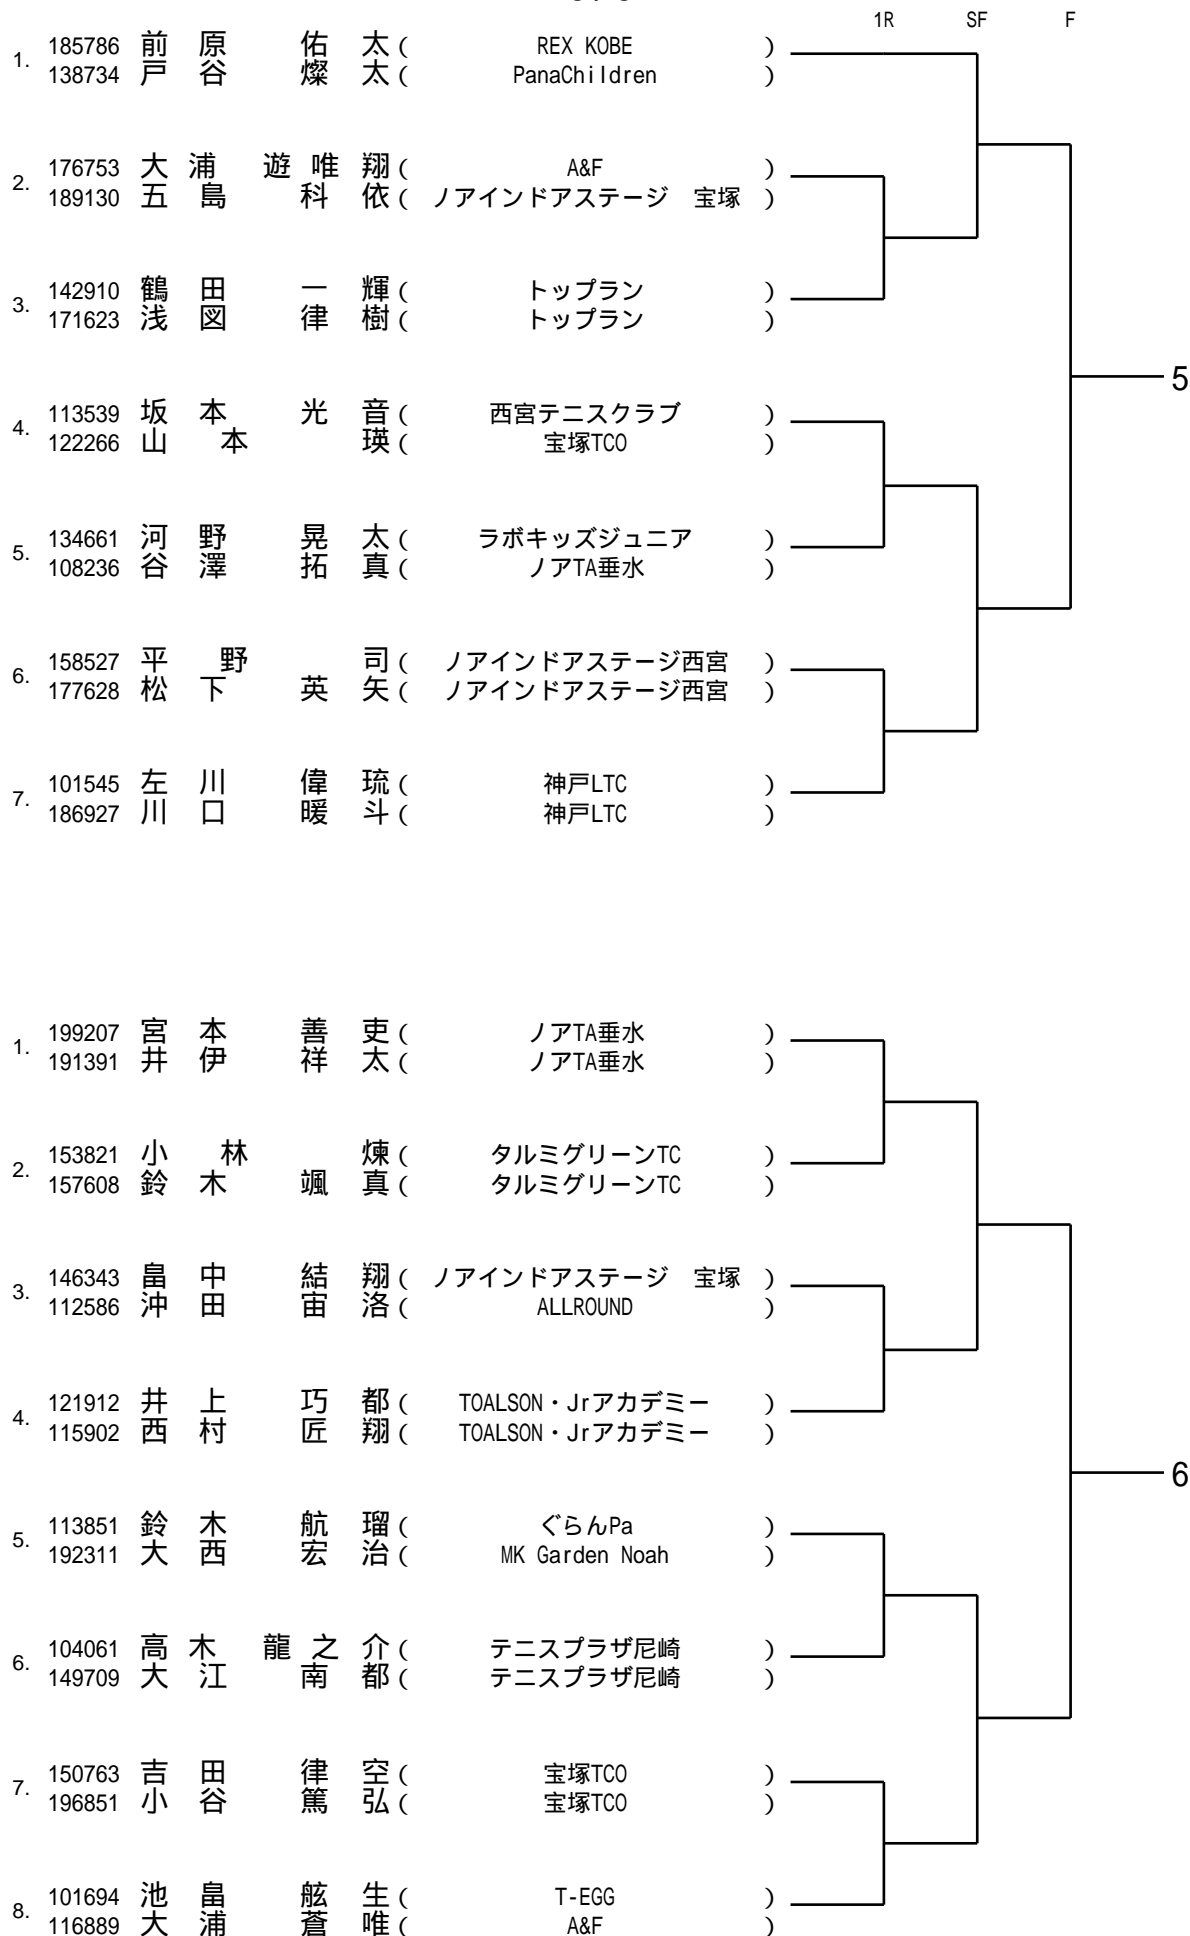 1R SF F
1. 185786 前原 佑太 ( REX KOBE )
138734 戸谷 燦太 ( PanaChildren )
2. 176753 大浦 遊唯翔 ( A&F )
189130 五島 科依 ( ノアインドアステージ 宝塚 )
3. 142910 鶴田 一輝 ( トップラン )
171623 浅図 律樹 ( トップラン )
5
4. 113539 坂本 光音 ( 西宮テニスクラブ )
122266 山本 瑛 ( 宝塚TCO )
5. 134661 河野 晃太 ( ラボキッズジュニア )
108236 谷澤 拓真 ( ノアTA垂水 )
6. 158527 平野 司 ( ノアインドアステージ西宮 )
177628 松下 英矢 ( ノアインドアステージ西宮 )
7. 101545 左川 偉琉 ( 神戸LTC )
186927 川口 暖斗 ( 神戸LTC )
1. 199207 宮本 善吏 ( ノアTA垂水 )
191391 井伊 祥太 ( ノアTA垂水 )
2. 153821 小林 煉 ( タルミグリーンTC )
157608 鈴木 颯真 ( タルミグリーンTC )
3. 146343 畠中 結翔 ( ノアインドアステージ 宝塚 )
112586 沖田 宙洛 ( ALLROUND )
4. 121912 井上 巧都 ( TOALSON・Jrアカデミー )
115902 西村 匠翔 ( TOALSON・Jrアカデミー )
6
5. 113851 鈴木 航瑠 ( ぐらんPa )
192311 大西 宏治 ( MK Garden Noah )
6. 104061 高木 龍之介 ( テニスプラザ尼崎 )
149709 大江 南都 ( テニスプラザ尼崎 )
7. 150763 吉田 律空 ( 宝塚TCO )
196851 小谷 篤弘 ( 宝塚TCO )
8. 101694 池畠 舷生 ( T-EGG )
116889 大浦 蒼唯 ( A&F )